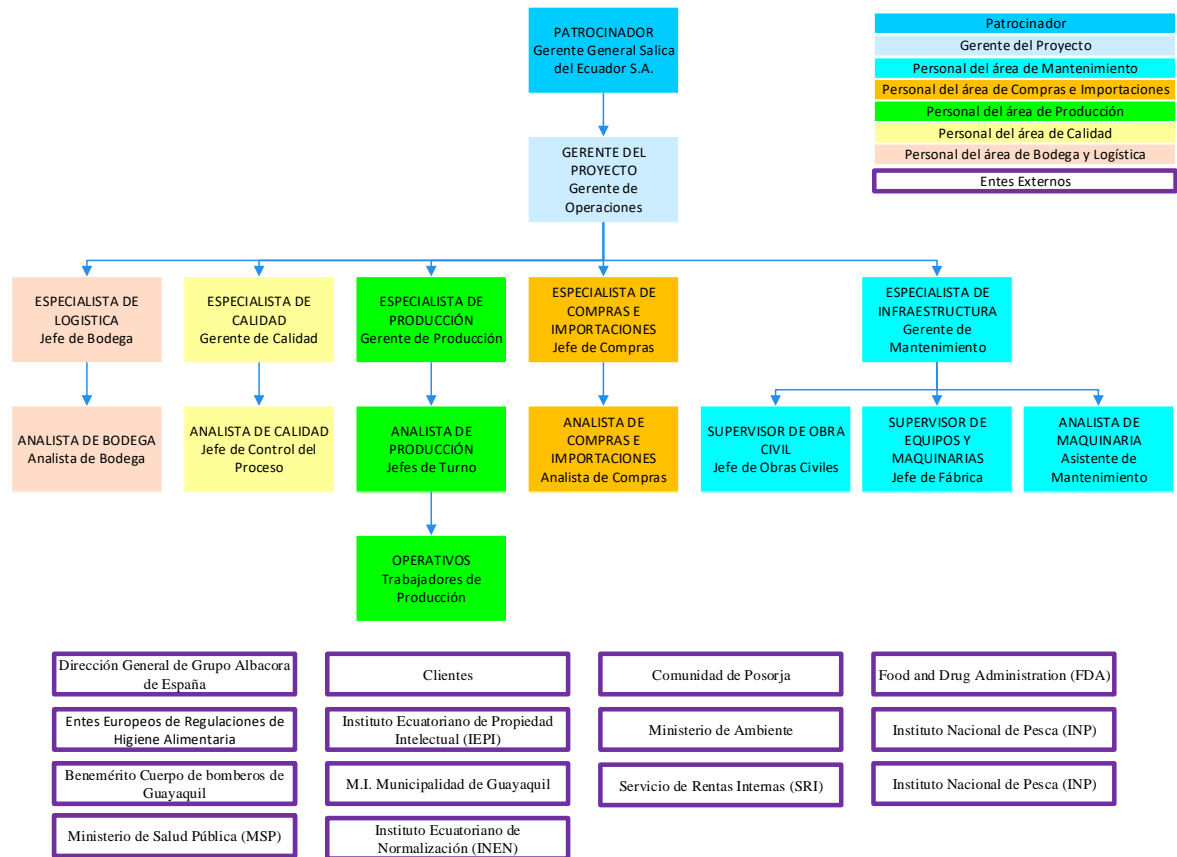 PATROCINADOR
Gerente General Salica
del Ecuador S.A.
Patrocinador
Gerente del Proyecto
Personal del área de Mantenimiento
Personal del área de Compras e Importaciones
Personal del área de Producción
Personal del área de Calidad
Personal del área de Bodega y Logística
Entes Externos
GERENTE DEL
PROYECTO
Gerente de
Operaciones
ESPECIALISTA DE
LOGISTICA
Jefe de Bodega
ESPECIALISTA DE
CALIDAD
Gerente de Calidad
ESPECIALISTA DE
PRODUCCIÓN
Gerente de Producción
ESPECIALISTA DE
COMPRAS E
IMPORTACIONES
Jefe de Compras
ESPECIALISTA DE
INFRAESTRUCTURA
Gerente de
Mantenimiento
ANALISTA DE BODEGA
Analista de Bodega
ANALISTA DE CALIDAD
Jefe de Control del
Proceso
ANALISTA DE
PRODUCCIÓN
Jefes de Turno
ANALISTA DE
COMPRAS E
IMPORTACIONES
Analista de Compras
SUPERVISOR DE OBRA
CIVIL
Jefe de Obras Civiles
SUPERVISOR DE
EQUIPOS Y
MAQUINARIAS
Jefe de Fábrica
ANALISTA DE
MAQUINARIA
Asistente de
Mantenimiento
OPERATIVOS
Trabajadores de
Producción
Dirección General de Grupo Albacora
de España
Clientes
Comunidad de Posorja
Food and Drug Administration (FDA)
Entes Europeos de Regulaciones de
Higiene Alimentaria
Instituto Ecuatoriano de Propiedad
Intelectual (IEPI)
Ministerio de Ambiente
Instituto Nacional de Pesca (INP)
Benemérito Cuerpo de bomberos de
Guayaquil
M.I. Municipalidad de Guayaquil
Servicio de Rentas Internas (SRI)
Instituto Nacional de Pesca (INP)
Ministerio de Salud Pública (MSP)
Instituto Ecuatoriano de
Normalización (INEN)